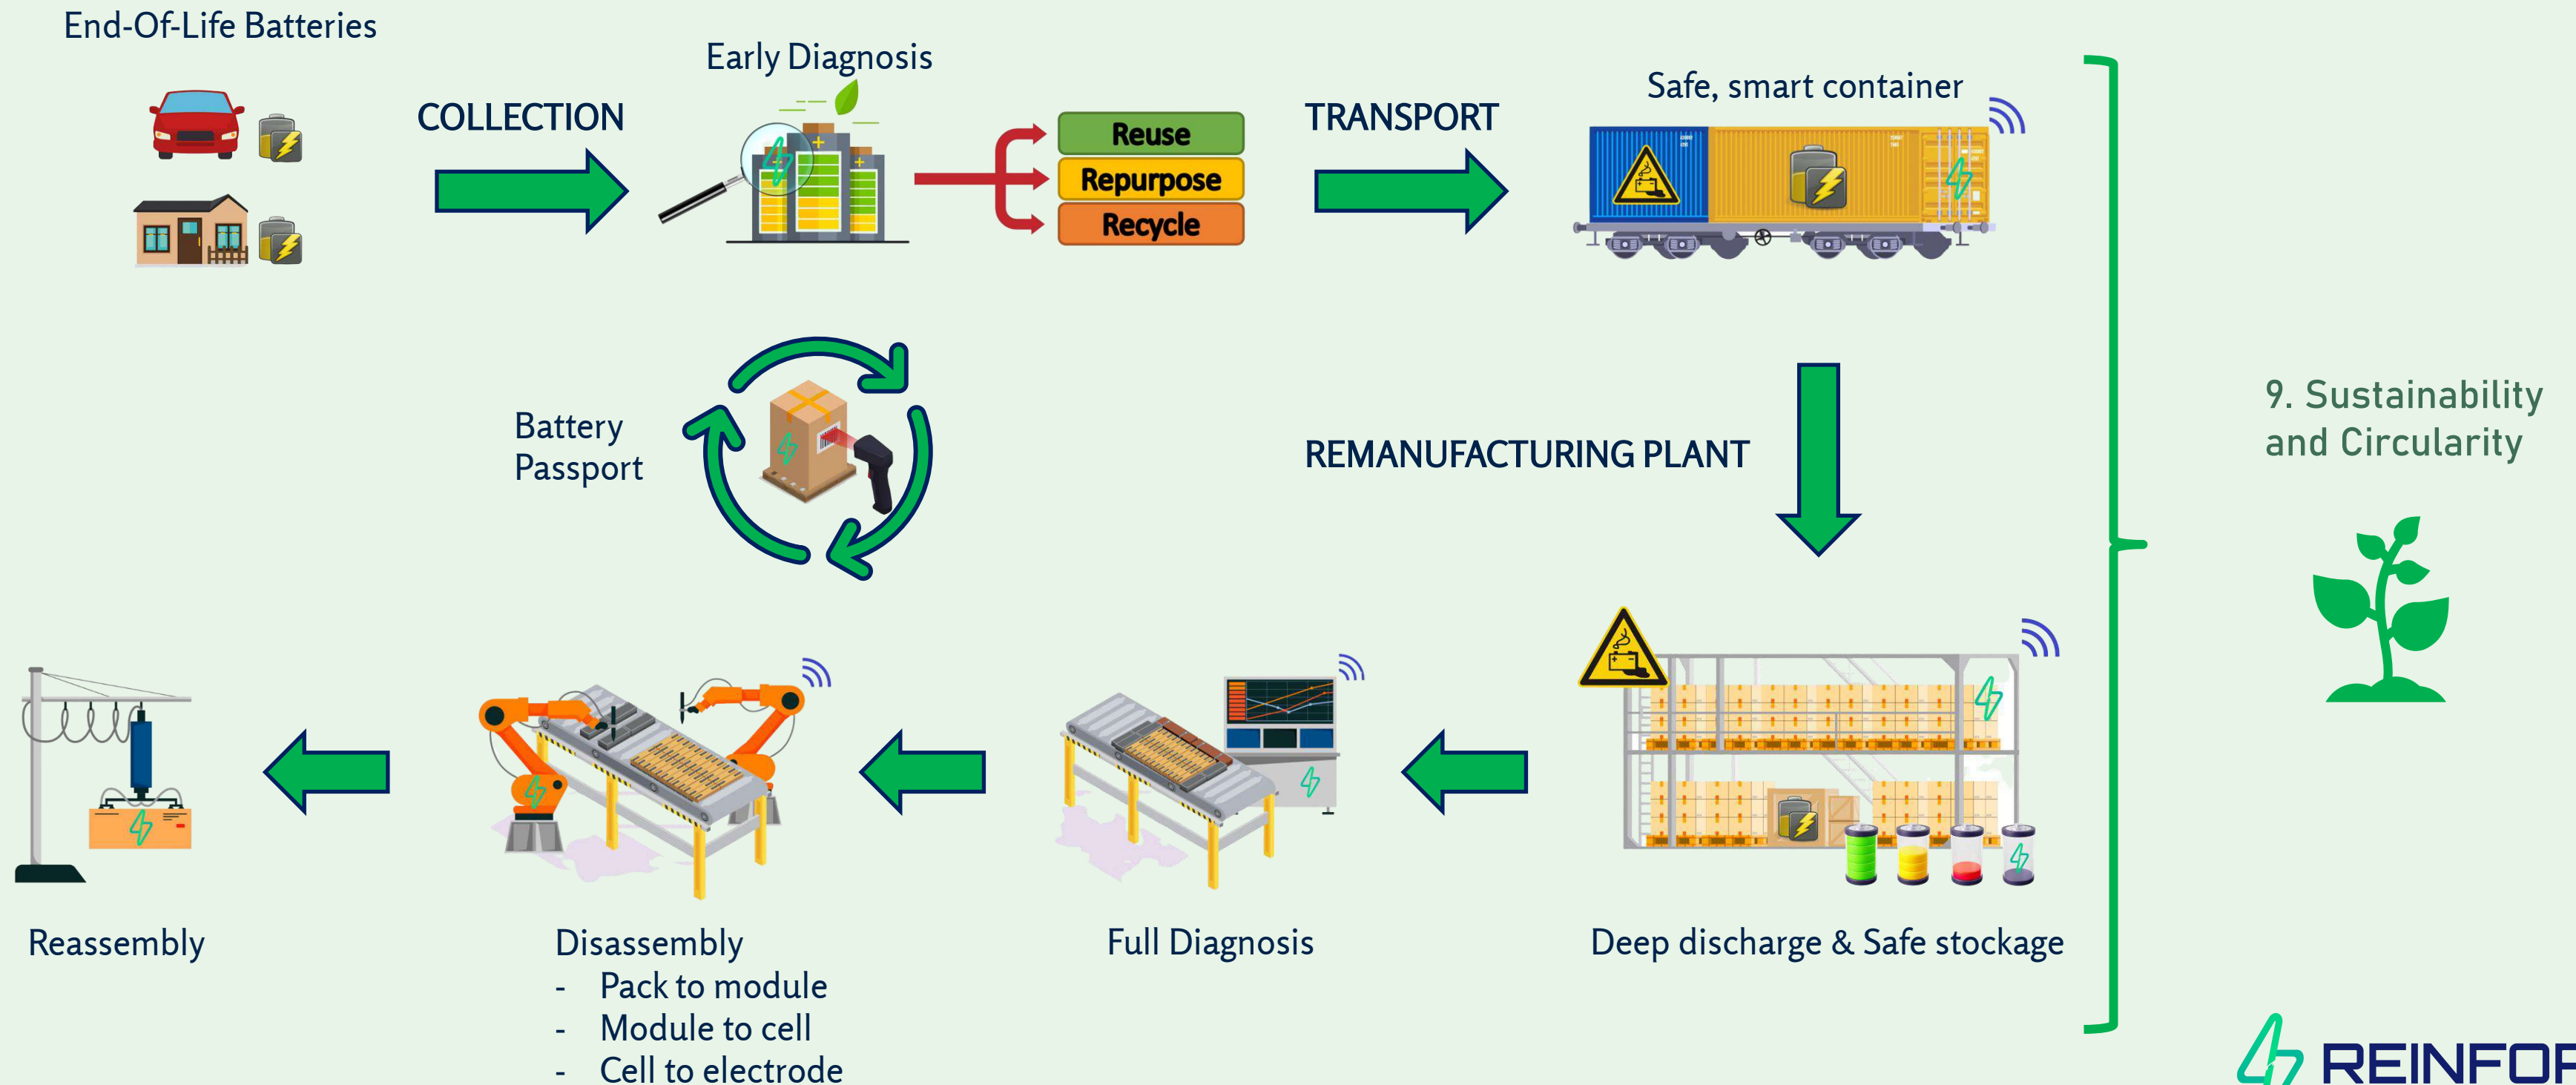 End-Of-Life Batteries
COLLECTION
Early Diagnosis
Reuse
Repurpose
Recycle
TRANSPORT
Safe, smart container
Battery
Passport
REMANUFACTURING PLANT
9. Sustainability
and Circularity
Reassembly
Disassembly
- Pack to module
- Module to cell
- Cell to electrode
Full Diagnosis
Deep discharge & Safe stockage